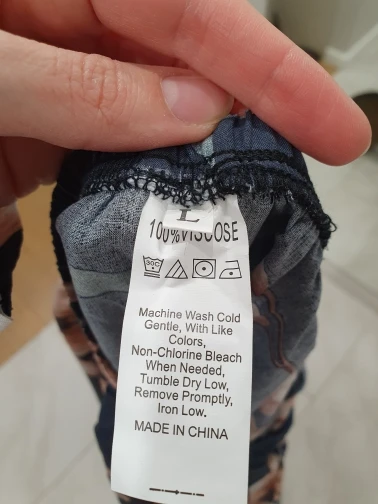 L
100%VISCOSE
30C
Machine Wash Cold
Gentle, With Like
Colors,
Non-Chlorine Bleach
When Needed,
Tumble Dry Low,
Remove Promptly,
Iron Low.
MADE IN CHINA